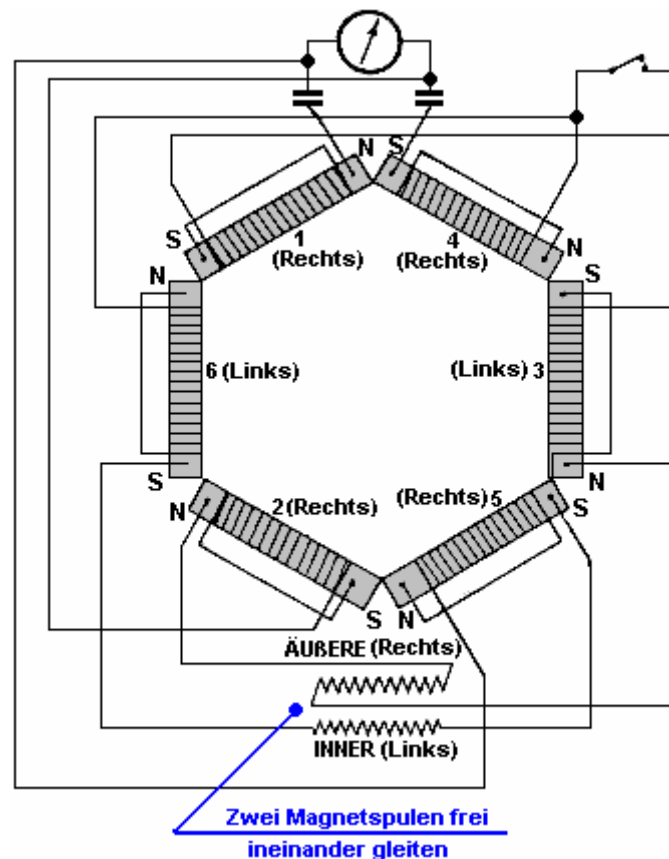 N
S
S
1
(Rechts)
4
(Rechts)
N
N
S
6 (Links)
(Links) 3
S
N
N
2 (Rechts)
(Rechts) 5
S
S
N
ÄUßERE (Rechts)
INNER (Links)
Zwei Magnetspulen frei
ineinander gleiten